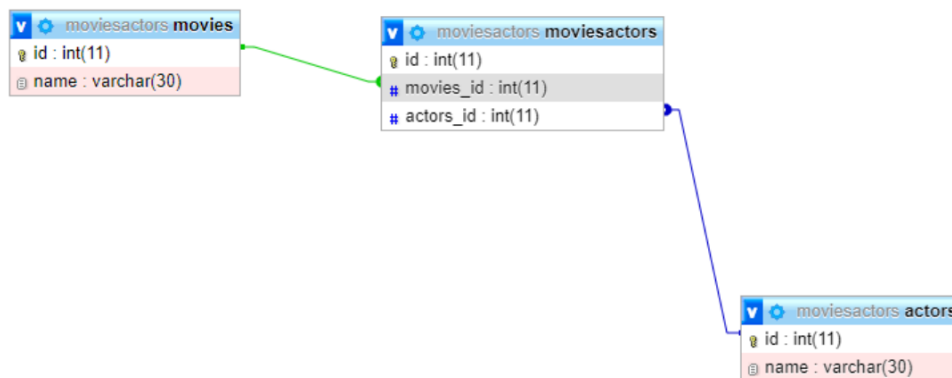 moviesactors movies
id : int(11)
name : varchar(30)
moviesactors moviesactors
id : int(11)
# movies_id : int(11)
# actors_id : int(11)
moviesactors actors
id : int(11)
name : varchar(30)